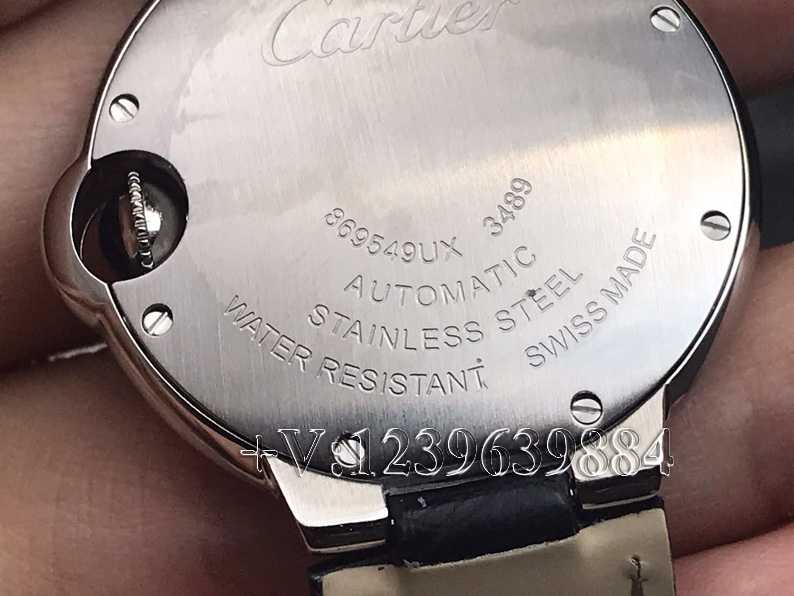 Cartier
869549UX 3489
AUTOMATIC
STAINLESS STEEL
WATER RESISTANT SWISS MADE
+V:1239639884